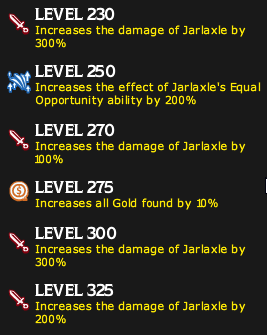 LEVEL 230
Increases the damage of Jarlaxle by
300%
LEVEL 250
Increases the effect of Jarlaxle's Equal
Opportunity ability by 200%
LEVEL 270
Increases the damage of Jarlaxle by
100%
LEVEL 275
Increases all Gold found by 10%
LEVEL 300
Increases the damage of Jarlaxle by
300%
LEVEL 325
Increases the damage of Jarlaxle by
200%